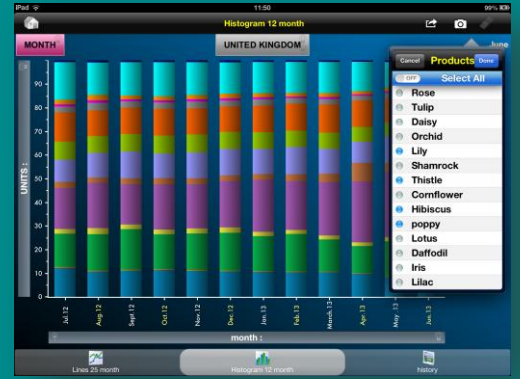 iPad 11:50 99%
Histogram 12 month
MONTH
UNITED KINGDOM
June
Cancel Products Done
OFF Select All
Rose
Tulip
Daisy
Orchid
Lily
Shamrock
Thistle
Cornflower
Hibiscus
poppy
Lotus
Daffodil
Iris
Lilac
UNITS :
90
80
70
60
50
40
30
20
10
0
Jul.12
Aug.12
Sept 12
Oct.12
Nov.12
Dec.12
Jan.13
Feb.13
March.13
Apr.13
May .13
Jun.13
month :
Lines 25 month
Histogram 12 month
history